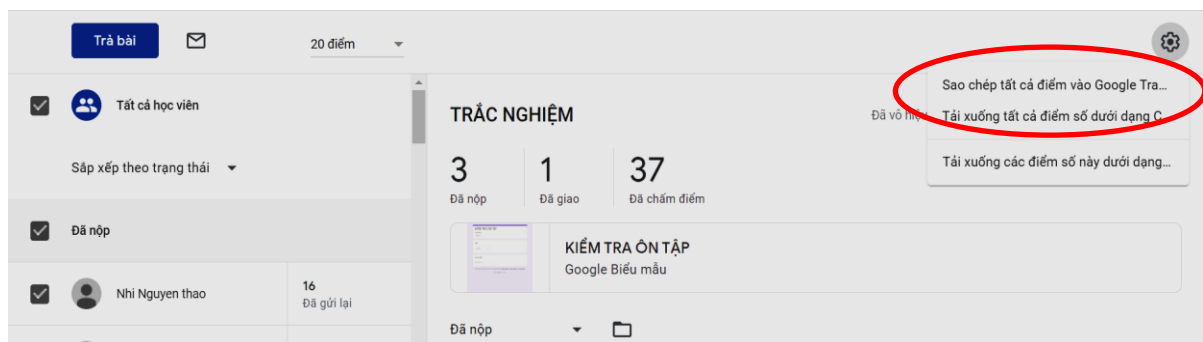 Trả bài
20 điểm
Tất cả học viên
Sắp xếp theo trạng thái
Đã nộp
Nhi Nguyen thao
16
Đã gửi lại
TRẮC NGHIỆM
Đã vô hiệu
3
Đã nộp
1
Đã giao
37
Đã chấm điểm
KIỂM TRA ÔN TẬP
Google Biểu mẫu
Đã nộp
Sao chép tất cả điểm vào Google Tra...
Tải xuống tất cả điểm số dưới dạng C...
Tải xuống các điểm số này dưới dạng...